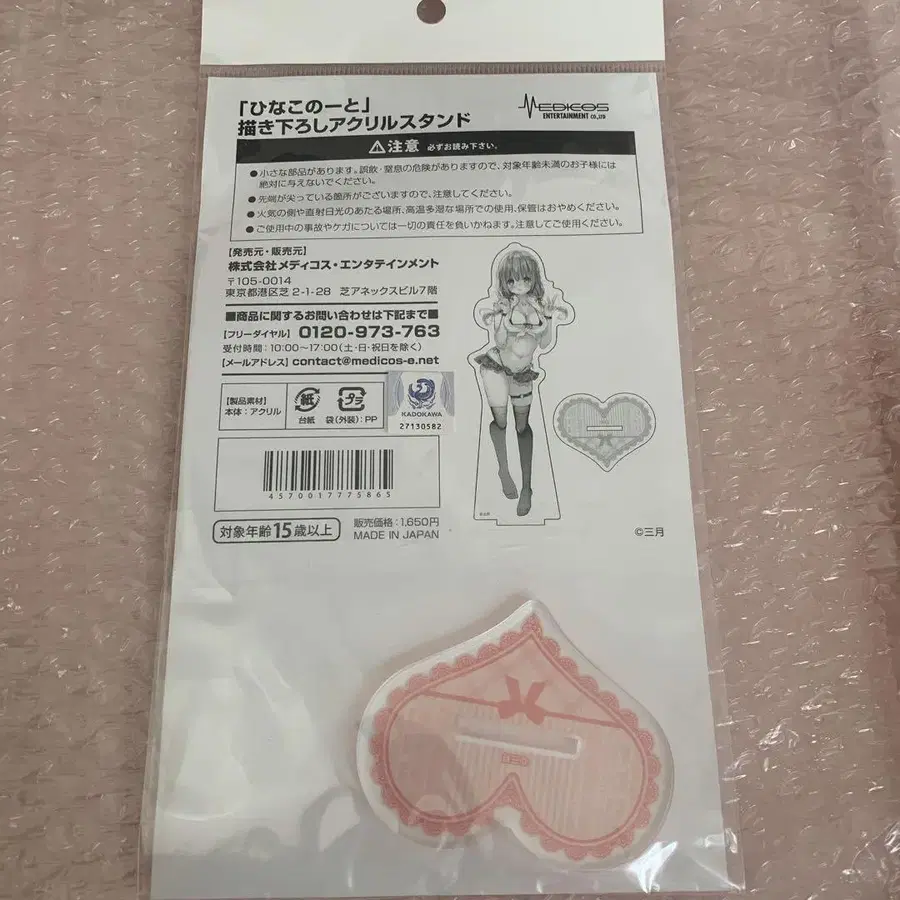 「ひなこのーと」
描き下ろしアクリルスタンド
MEDICOS
ENTERTAINMENT CO.,LTD
注意 必ずお読み下さい。
●小さな部品があります。誤飲・窒息の危険がありますので、対象年齢未満のお子様には
絶対に与えないでください。
●先端が尖っている箇所がございますので、注意してください。
●火気の側や直射日光のあたる場所、高温多湿な場所での使用、保管はおやめください。
●ご使用中の事故やケガについては一切の責任を負いかねます。注意してご使用ください。
【発売元・販売元】
株式会社メディコス・エンタテインメント
〒105-0014
東京都港区芝2-1-28 芝アネックスビル7階
■商品に関するお問い合わせは下記まで■
【フリーダイヤル】 0120-973-763
受付時間:10:00〜17:00(土・日・祝日を除く)
【メールアドレス】 contact@medicos-e.net
【製品素材】
本体:アクリル
紙
台紙
プラ
袋(外装):PP
KADOKAWA
27130582
4570017775865
対象年齢15歳以上
販売価格:1,650円
MADE IN JAPAN
©三月
©三月